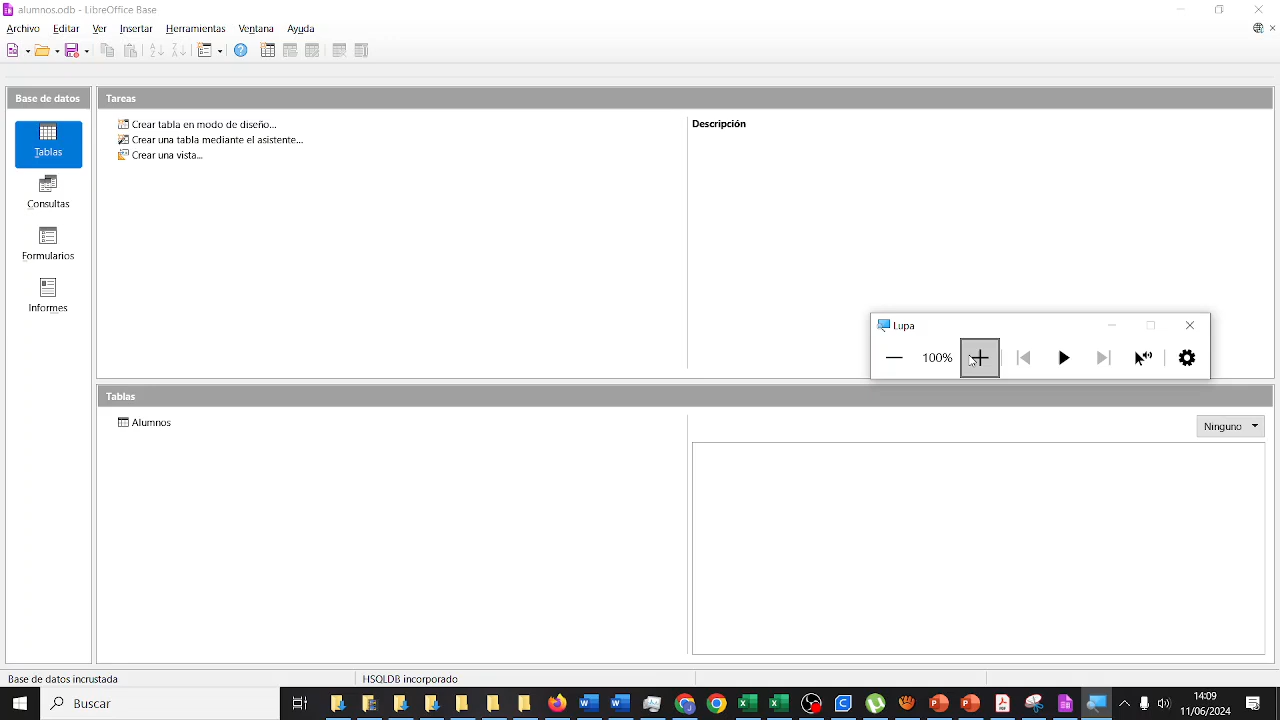 alumnos.odb - LibreOffice Base
Archivo Editar Ver Insertar Herramientas Ventana Ayuda
Base de datos
Tareas
Tablas
Consultas
Formularios
Informes
Crear tabla en modo de diseño...
Crear una tabla mediante el asistente...
Crear una vista...
Descripción
Lupa
100%
Tablas
Alumnos
Ninguno
Base de datos incrustada
HSQLDB incorporado
Buscar
14:09
11/06/2024